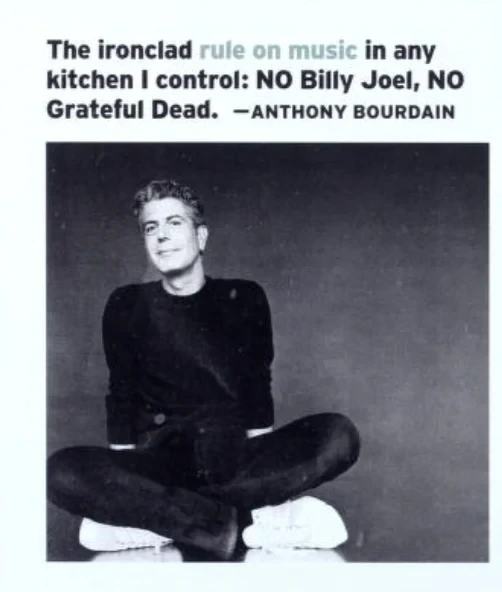 The ironclad rule on music in any
kitchen I control: NO Billy Joel, NO
Grateful Dead. —ANTHONY BOURDAIN